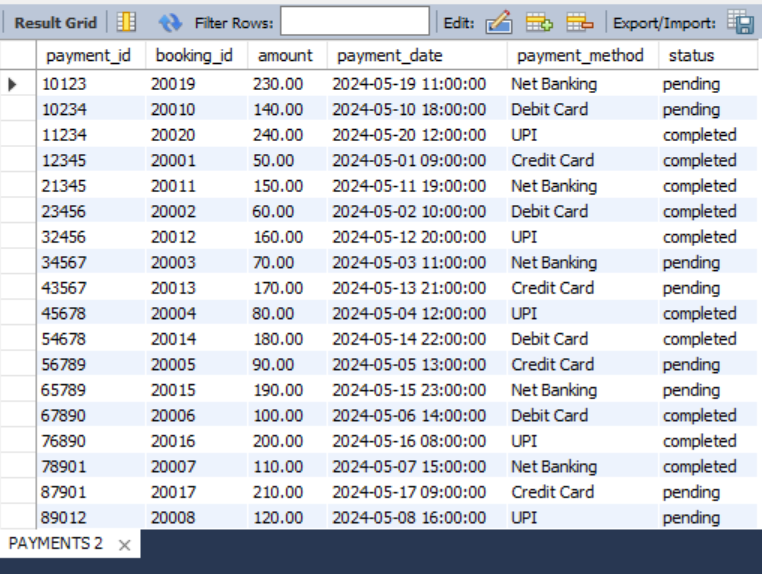 Result Grid Filter Rows: Edit: Export/Import:
payment_id booking_id amount payment_date payment_method status
10123 20019 230.00 2024-05-19 11:00:00 Net Banking pending
10234 20010 140.00 2024-05-10 18:00:00 Debit Card pending
11234 20020 240.00 2024-05-20 12:00:00 UPI completed
12345 20001 50.00 2024-05-01 09:00:00 Credit Card completed
21345 20011 150.00 2024-05-11 19:00:00 Net Banking completed
23456 20002 60.00 2024-05-02 10:00:00 Debit Card completed
32456 20012 160.00 2024-05-12 20:00:00 UPI completed
34567 20003 70.00 2024-05-03 11:00:00 Net Banking pending
43567 20013 170.00 2024-05-13 21:00:00 Credit Card pending
45678 20004 80.00 2024-05-04 12:00:00 UPI completed
54678 20014 180.00 2024-05-14 22:00:00 Debit Card completed
56789 20005 90.00 2024-05-05 13:00:00 Credit Card pending
65789 20015 190.00 2024-05-15 23:00:00 Net Banking pending
67890 20006 100.00 2024-05-06 14:00:00 Debit Card completed
76890 20016 200.00 2024-05-16 08:00:00 UPI completed
78901 20007 110.00 2024-05-07 15:00:00 Net Banking completed
87901 20017 210.00 2024-05-17 09:00:00 Credit Card pending
89012 20008 120.00 2024-05-08 16:00:00 UPI pending
PAYMENTS 2